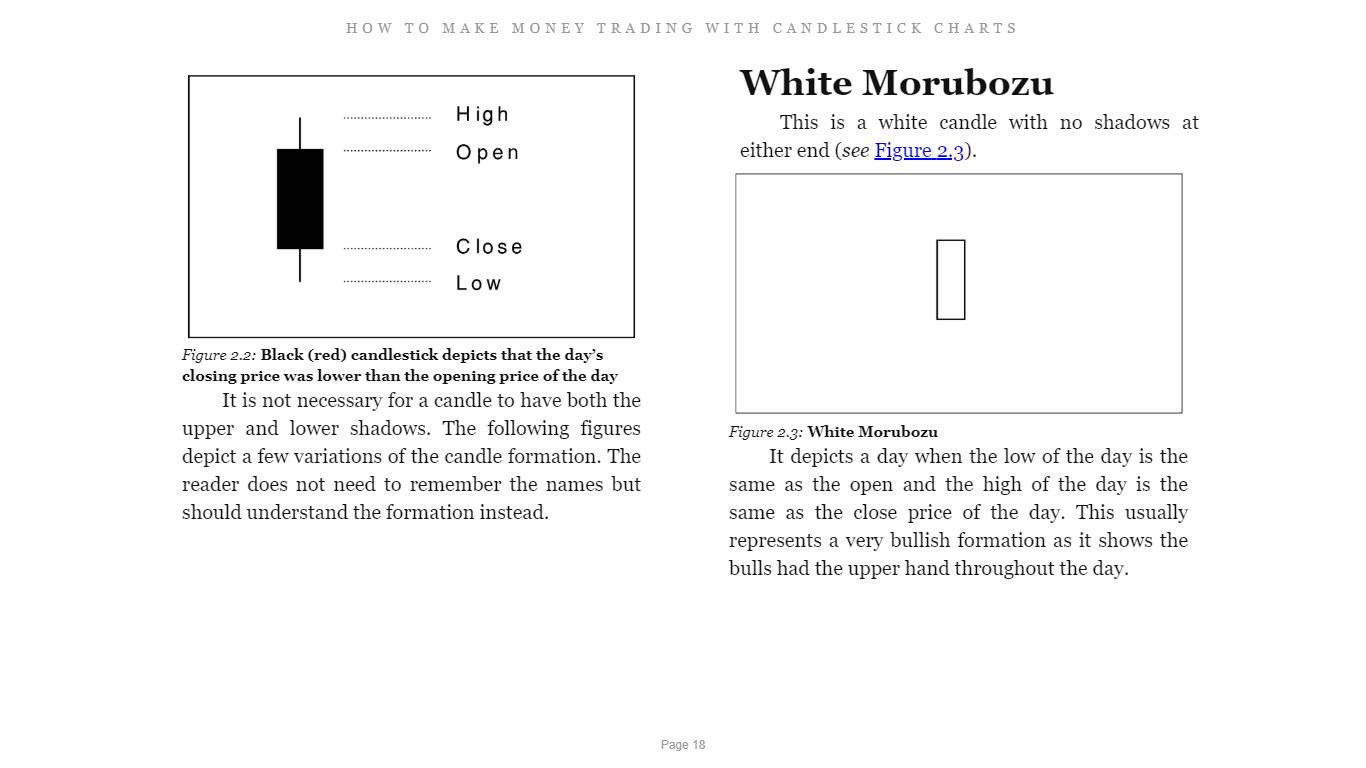 HOW TO MAKE MONEY TRADING WITH CANDLESTICK CHARTS
High
Open
Close
Low
Figure 2.2: Black (red) candlestick depicts that the day’s
closing price was lower than the opening price of the day
It is not necessary for a candle to have both the
upper and lower shadows. The following figures
depict a few variations of the candle formation. The
reader does not need to remember the names but
should understand the formation instead.
White Morubozu
This is a white candle with no shadows at
either end (see Figure 2.3).
Figure 2.3: White Morubozu
It depicts a day when the low of the day is the
same as the open and the high of the day is the
same as the close price of the day. This usually
represents a very bullish formation as it shows the
bulls had the upper hand throughout the day.
Page 18